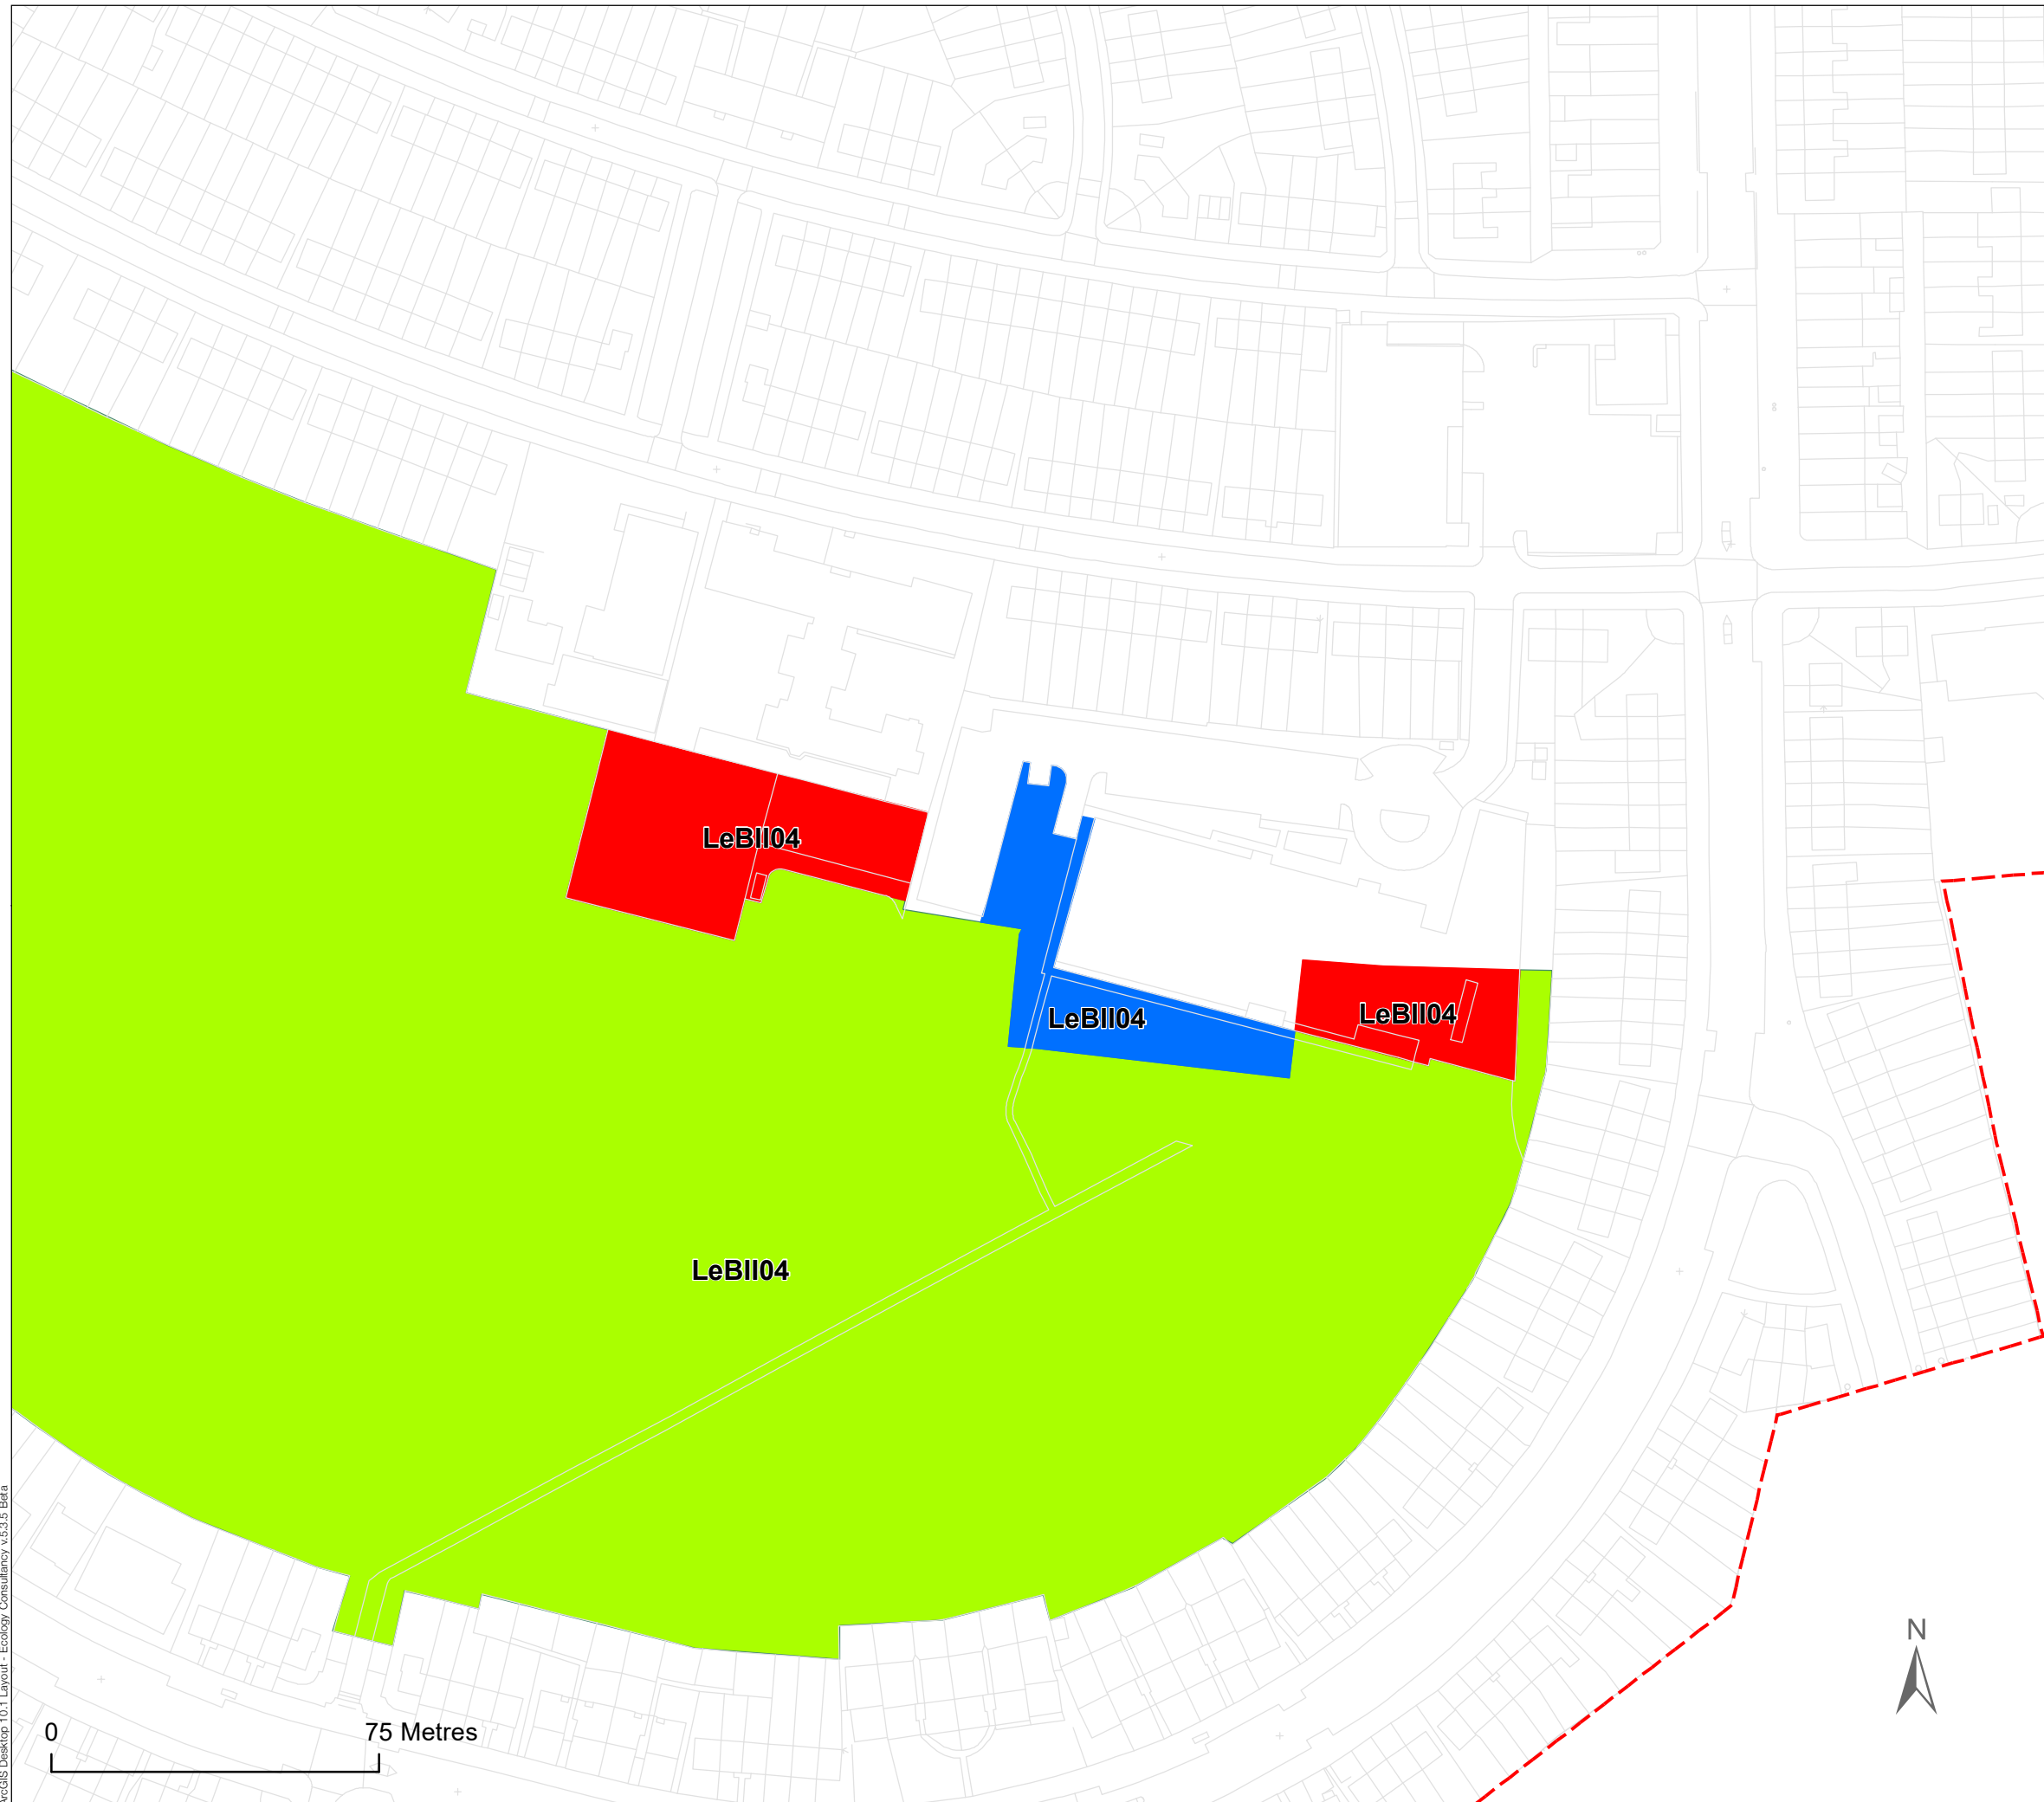 LeBII04
LeBII04
LeBII04
LeBII04
N
0 75 Metres
ArcGIS Desktop 10.1 Layout - Ecology Consultancy v.5.3.5 Beta